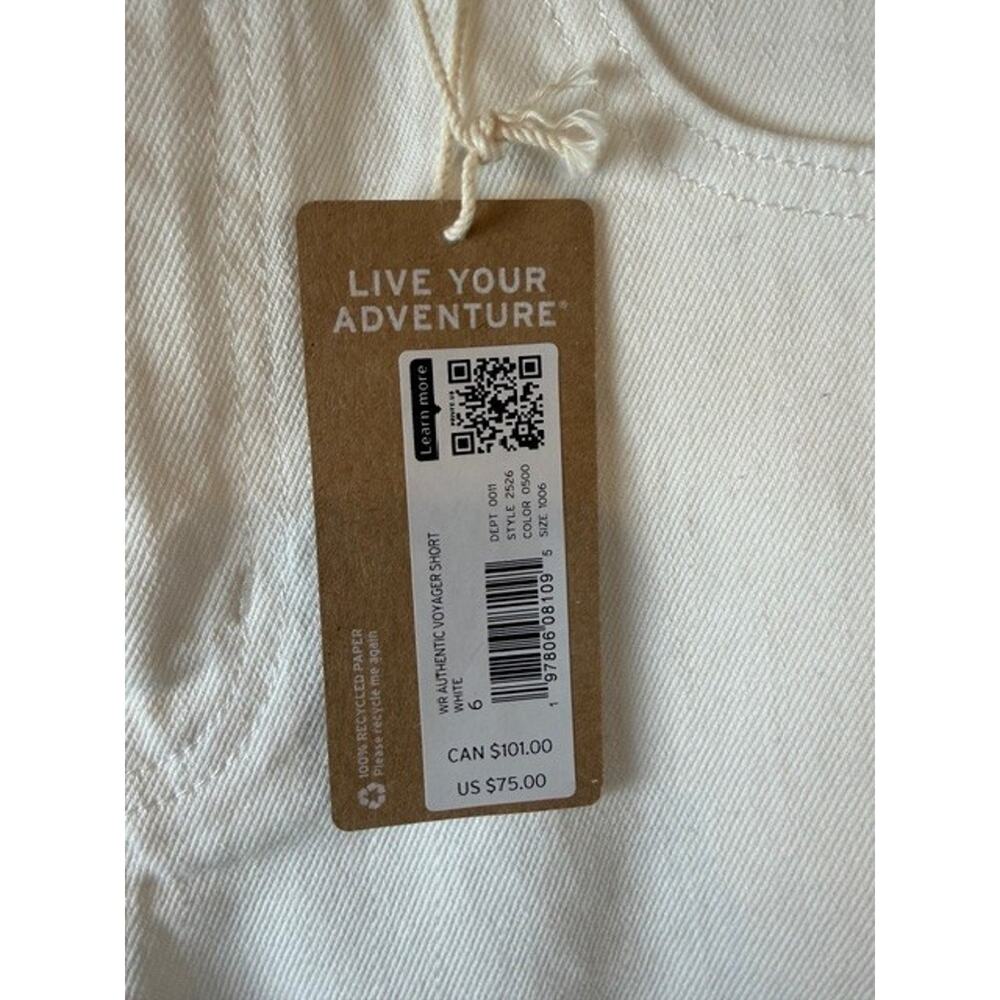 LIVE YOUR
ADVENTURE®
Learn more
DEPT 0011
STYLE 2526
COLOR 0500
SIZE 1006
WR AUTHENTIC VOYAGER SHORT
WHITE
6
1 97806 08109 5
CAN $101.00
US $75.00
100% RECYCLED PAPER
Please recycle me again